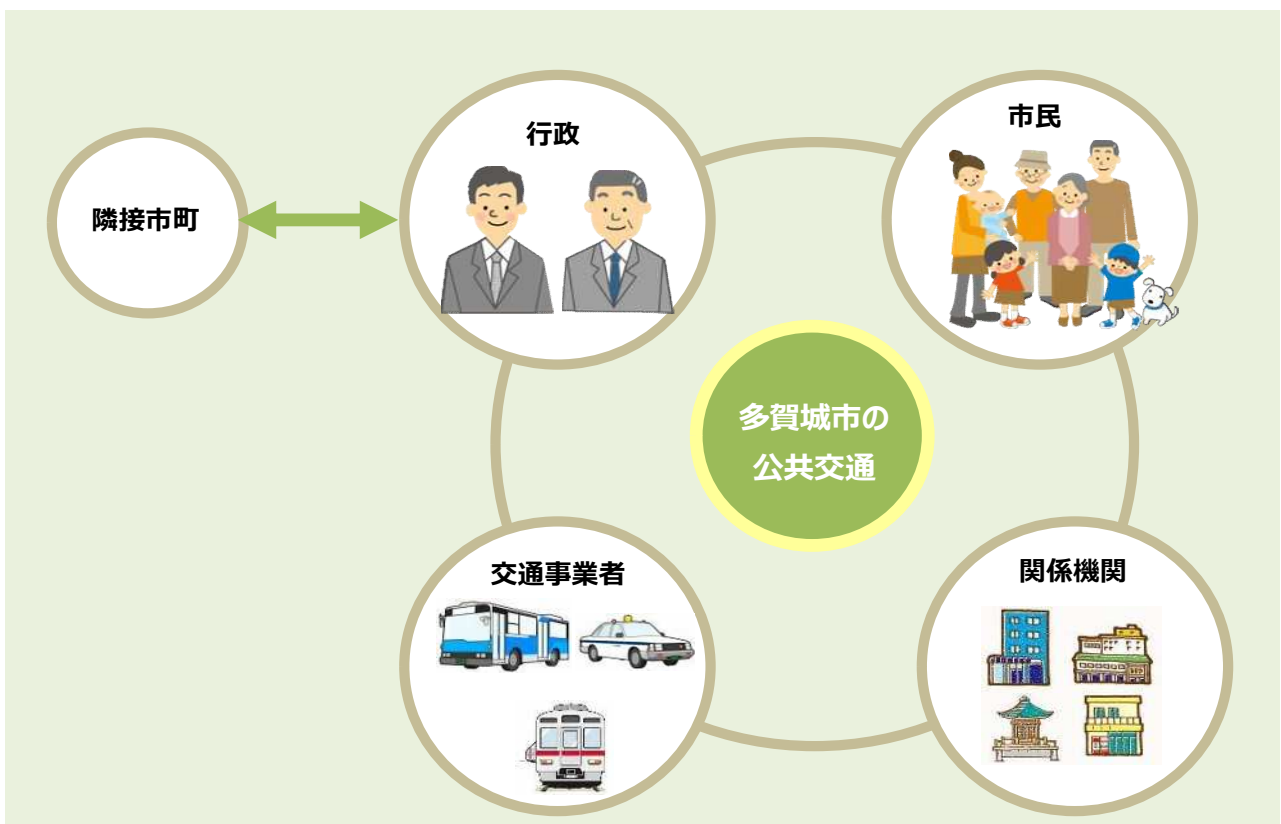 行政
市民
隣接市町
多賀城市の
公共交通
交通事業者
関係機関